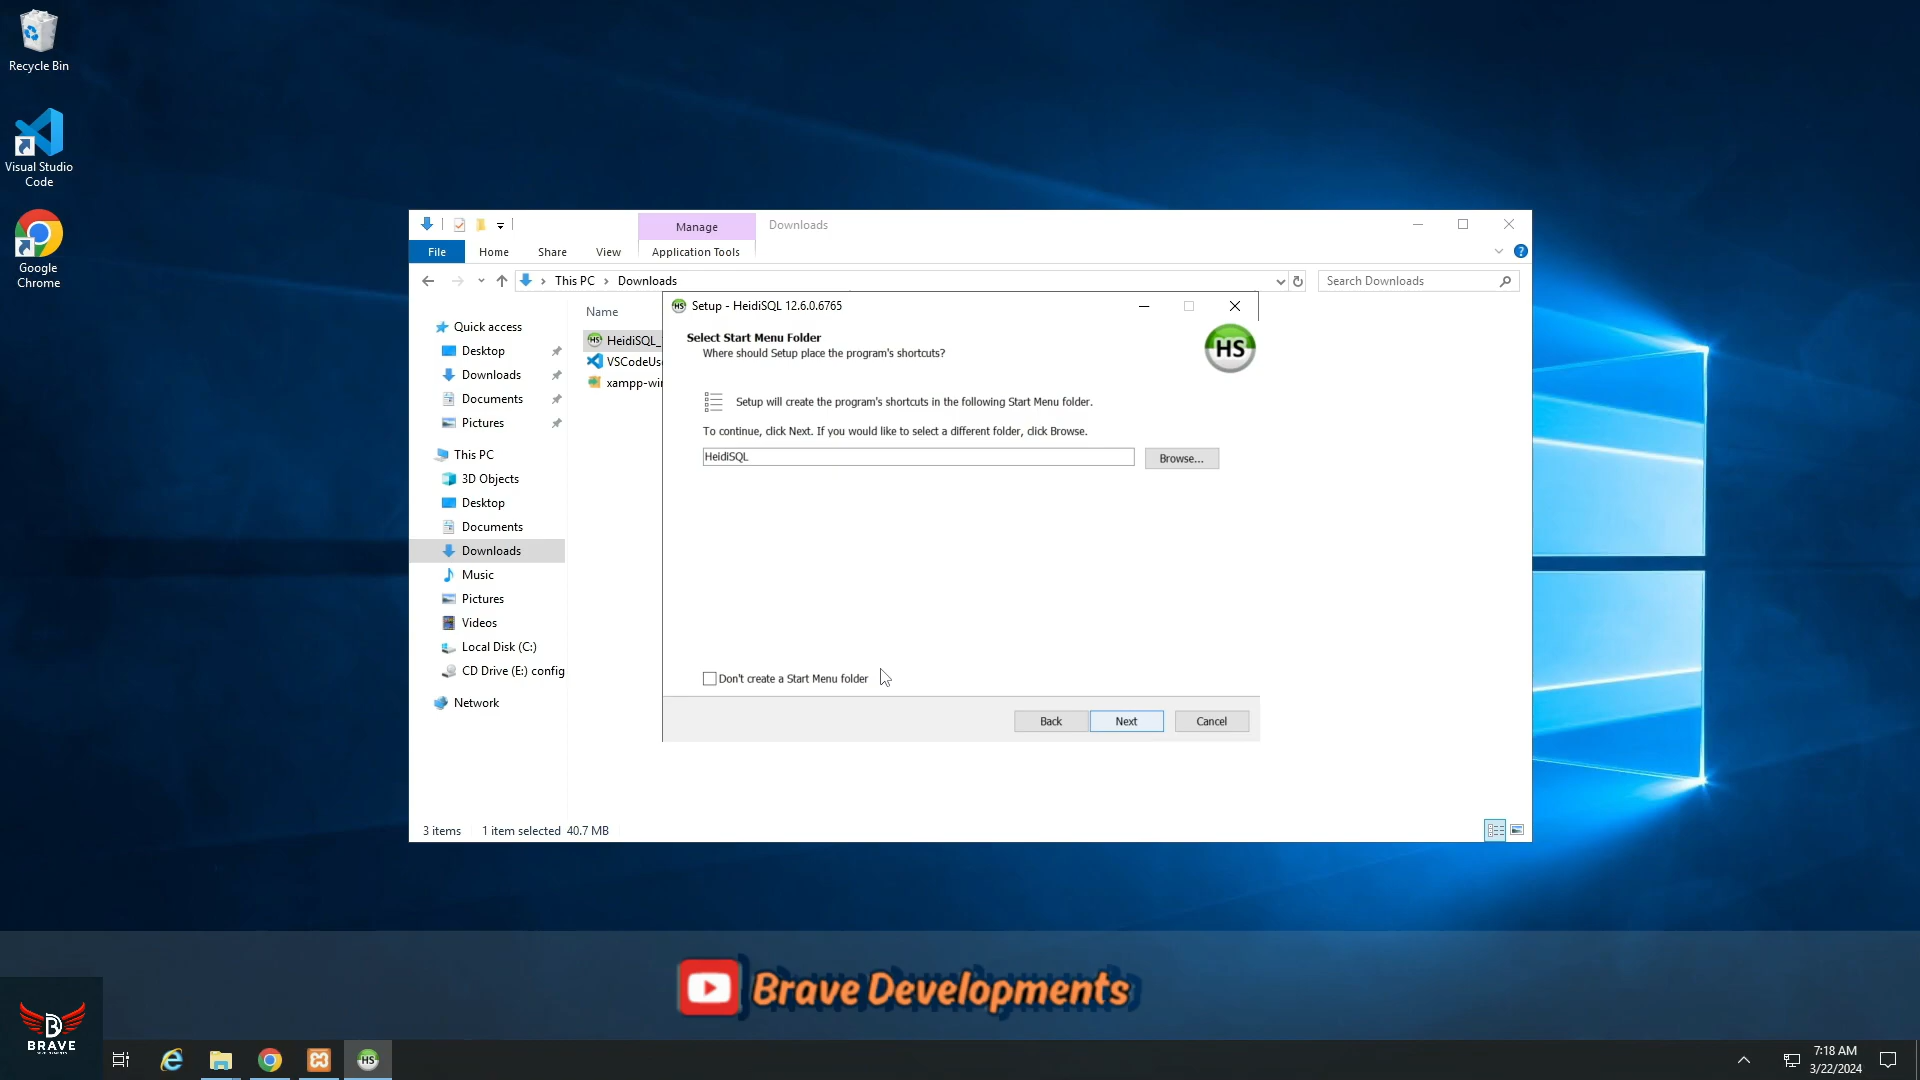 Recycle Bin
Visual Studio
Code
Google
Chrome
Manage
Downloads
File
Home
Share
View
Application Tools
This PC
Downloads
Search Downloads
Name
HeidiSQL_
VSCodeUse
xampp-win
Quick access
Desktop
Downloads
Documents
Pictures
This PC
3D Objects
Desktop
Documents
Downloads
Music
Pictures
Videos
Local Disk (C:)
CD Drive (E:) config
Network
3 items
1 item selected 40.7 MB
HS
Setup - HeidiSQL 12.6.0.6765
Select Start Menu Folder
Where should Setup place the program's shortcuts?
HS
Setup will create the program's shortcuts in the following Start Menu folder.
To continue, click Next. If you would like to select a different folder, click Browse.
HeidiSQL
Browse...
Don't create a Start Menu folder
Back
Next
Cancel
Brave Developments
BRAVE
HS
7:18 AM
3/22/2024